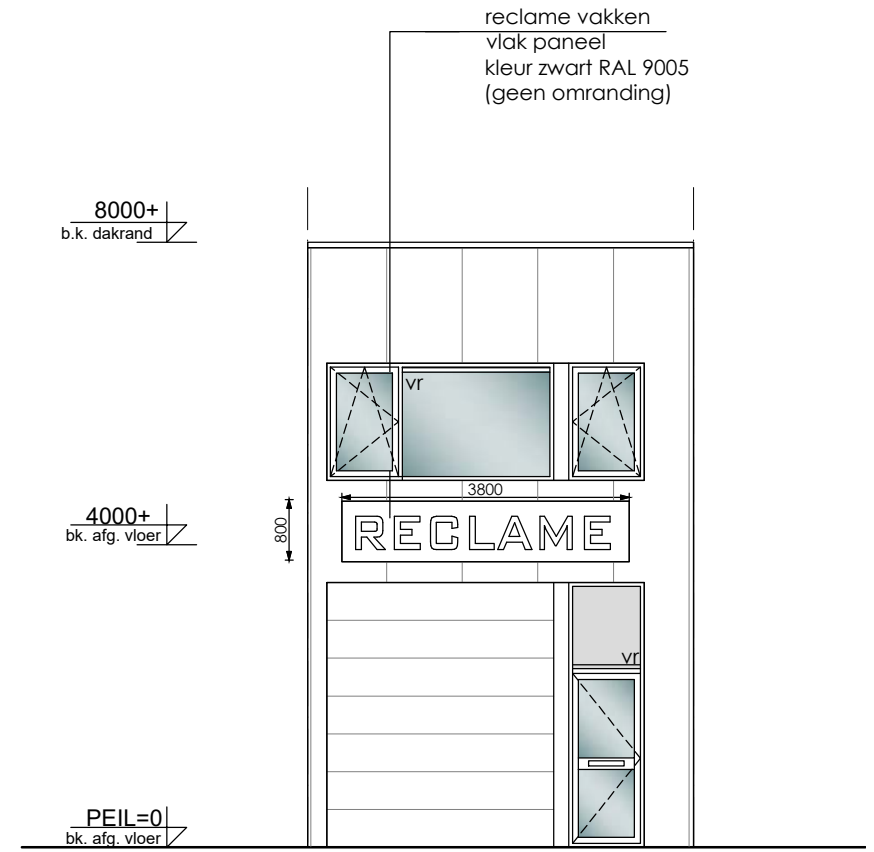 reclame vakken
vlak paneel
kleur zwart RAL 9005
(geen omranding)
8000+
b.k. dakrand
vr
3800
4000+
bk. afg. vloer
800
RECLAME
vr
PEIL=0
bk. afg. vloer